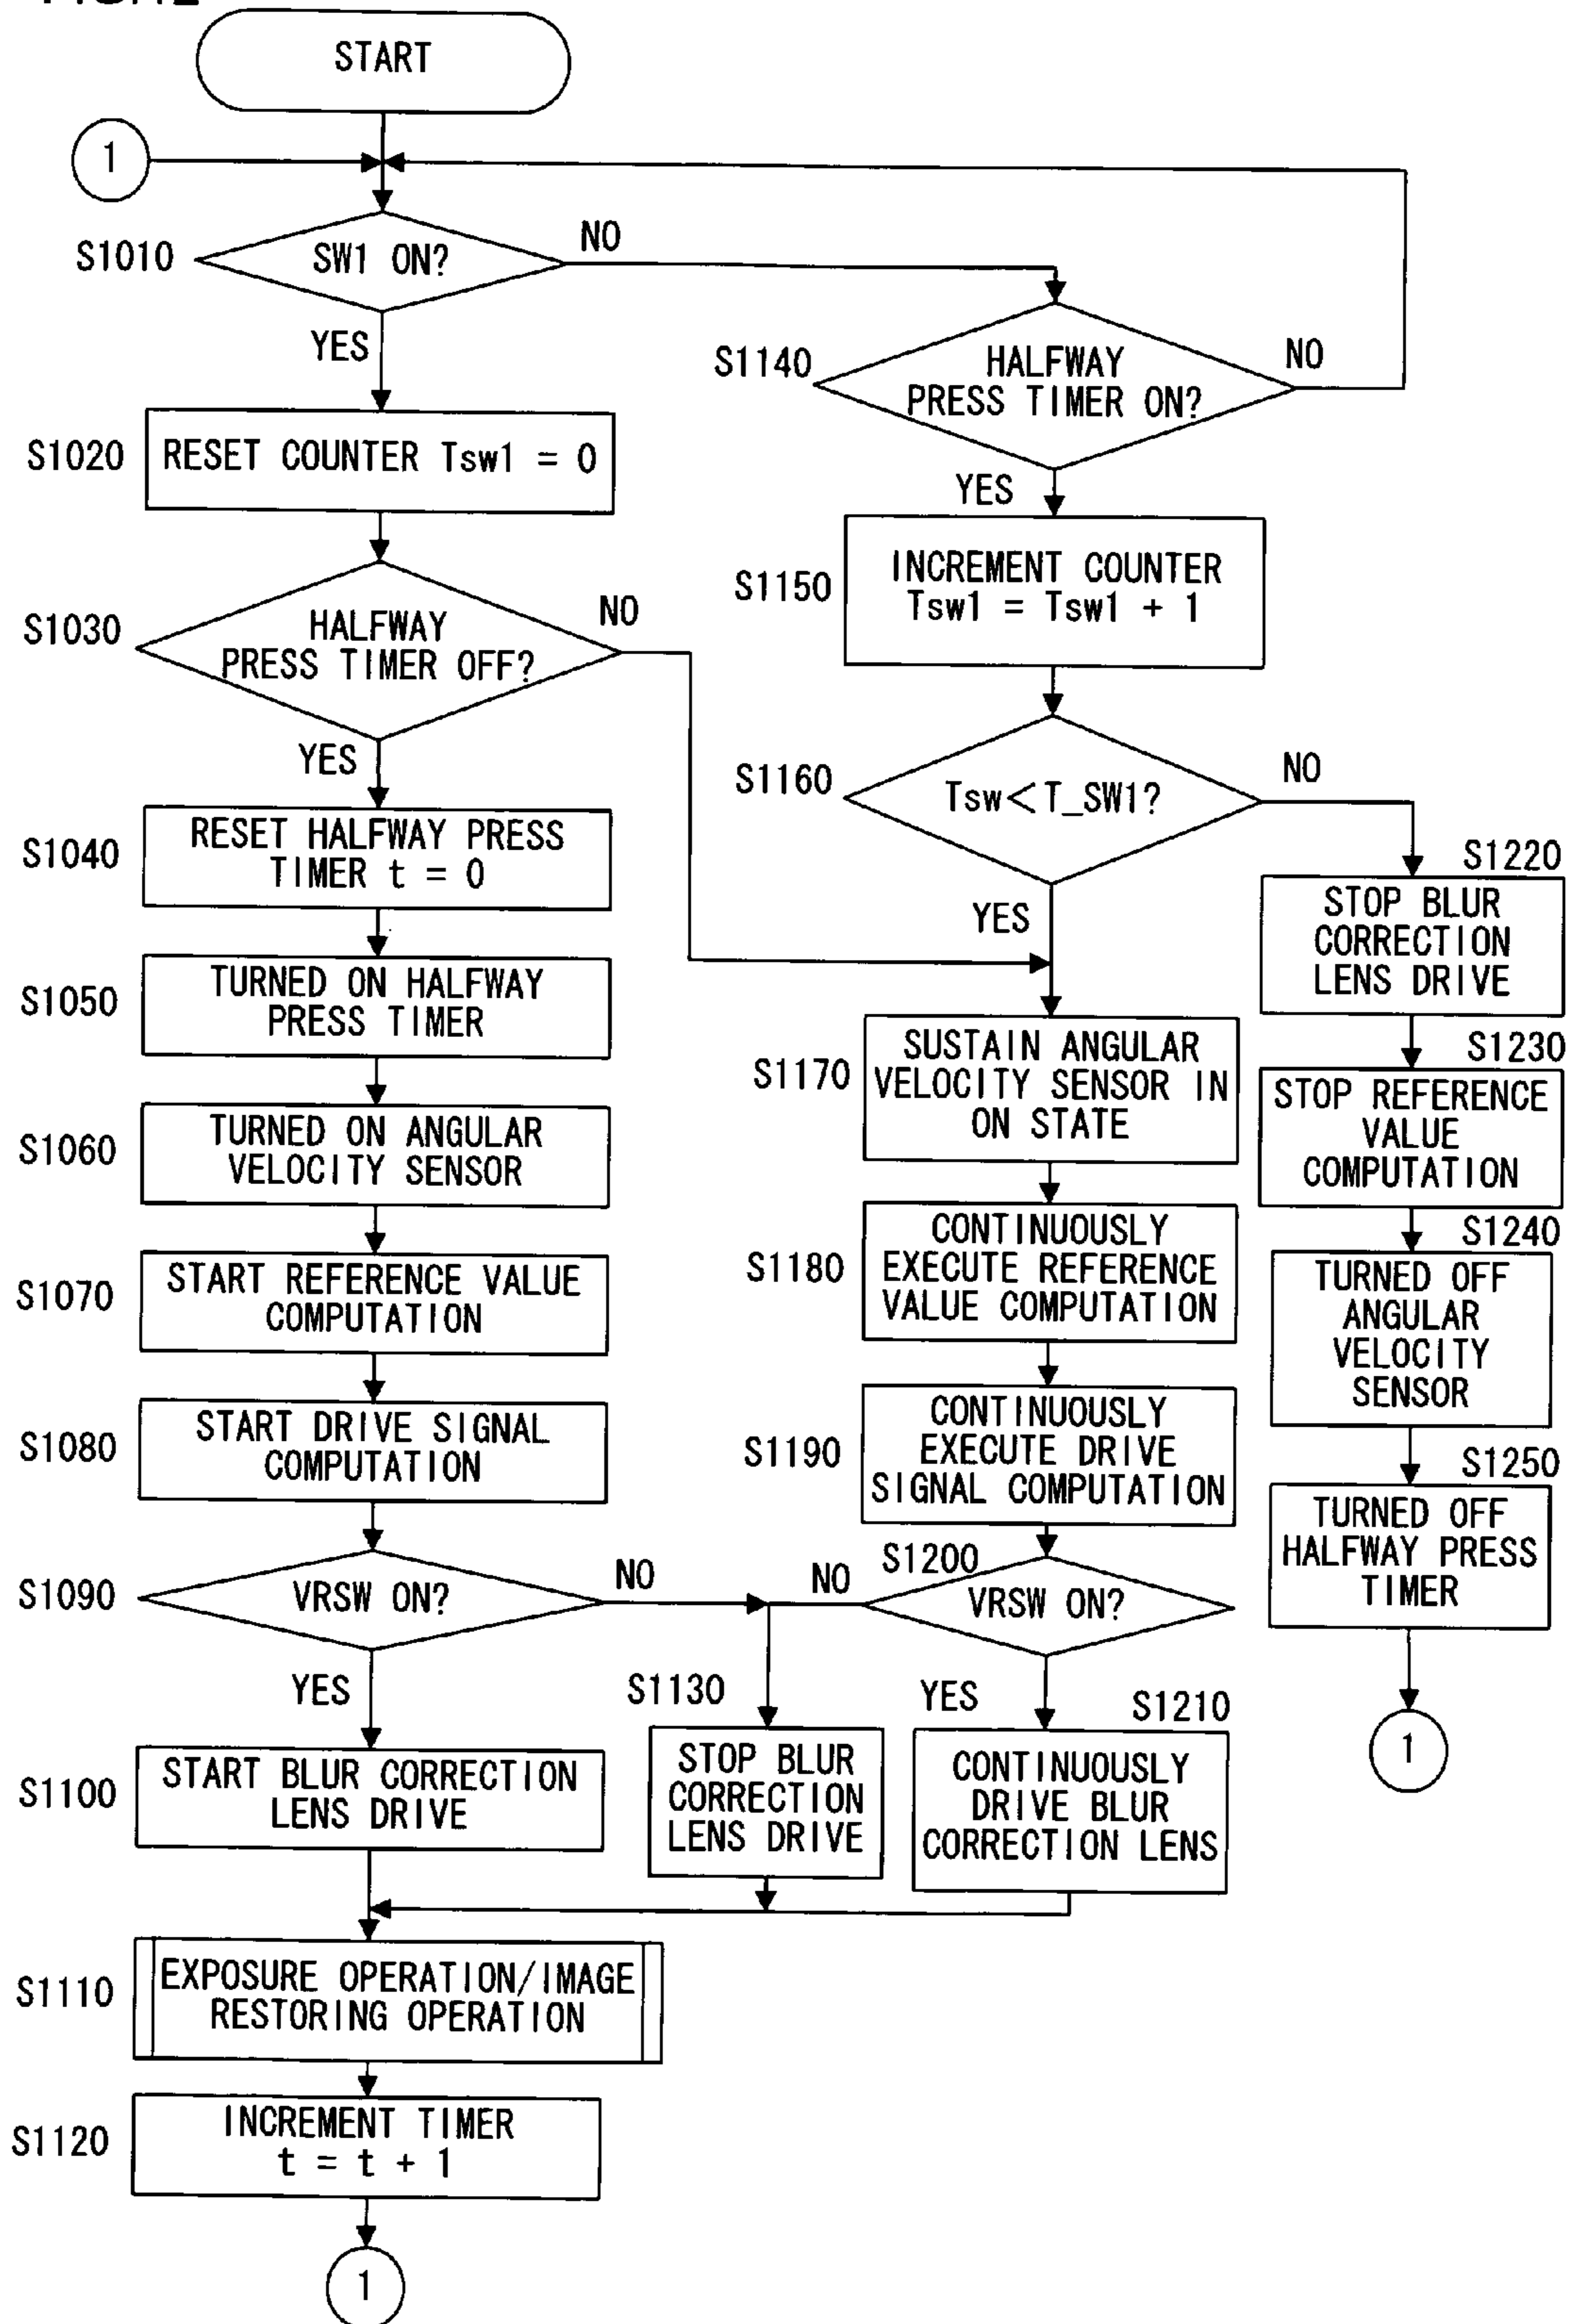 START
1
S1010
SW1 ON?
NO
YES
S1140
HALFWAY
PRESS TIMER ON?
NO
YES
S1020
RESET COUNTER Tsw1 = 0
S1150
INCREMENT COUNTER
Tsw1 = Tsw1 + 1
S1030
HALFWAY
PRESS TIMER OFF?
NO
YES
S1160
Tsw<T_SW1?
NO
YES
S1040
RESET HALFWAY PRESS
TIMER t = 0
S1050
TURNED ON HALFWAY
PRESS TIMER
S1060
TURNED ON ANGULAR
VELOCITY SENSOR
S1070
START REFERENCE VALUE
COMPUTATION
S1080
START DRIVE SIGNAL
COMPUTATION
S1090
VRSW ON?
NO
YES
S1100
START BLUR CORRECTION
LENS DRIVE
S1130
STOP BLUR
CORRECTION
LENS DRIVE
S1170
SUSTAIN ANGULAR
VELOCITY SENSOR IN
ON STATE
S1180
CONTINUOUSLY
EXECUTE REFERENCE
VALUE COMPUTATION
S1190
CONTINUOUSLY
EXECUTE DRIVE
SIGNAL COMPUTATION
S1200
NO
VRSW ON?
YES
S1210
CONTINUOUSLY
DRIVE BLUR
CORRECTION LENS
S1220
STOP BLUR
CORRECTION
LENS DRIVE
S1230
STOP REFERENCE
VALUE
COMPUTATION
S1240
TURNED OFF
ANGULAR
VELOCITY
SENSOR
S1250
TURNED OFF
HALFWAY PRESS
TIMER
1
S1110
EXPOSURE OPERATION/IMAGE
RESTORING OPERATION
S1120
INCREMENT TIMER
t = t + 1
1